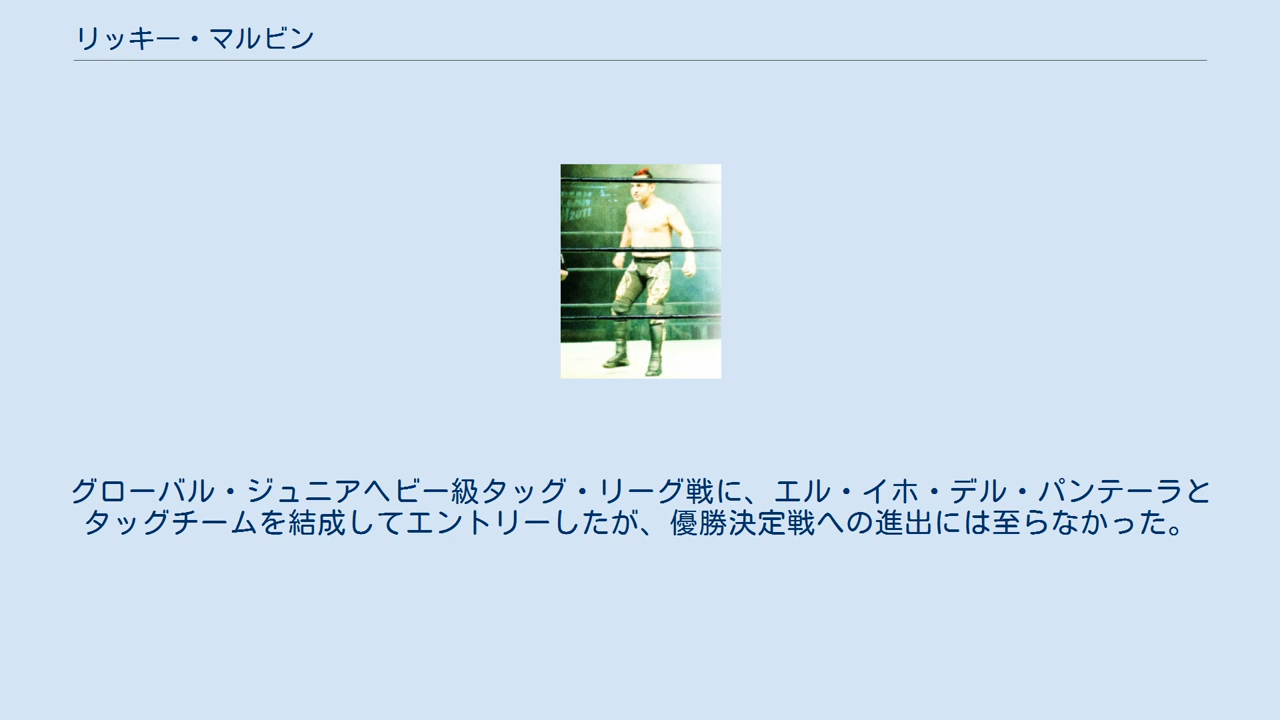 リッキー・マルビン
グローバル・ジュニアヘビー級タッグ・リーグ戦に、エル・イホ・デル・パンテーラと
タッグチームを結成してエントリーしたが、優勝決定戦への進出には至らなかった。